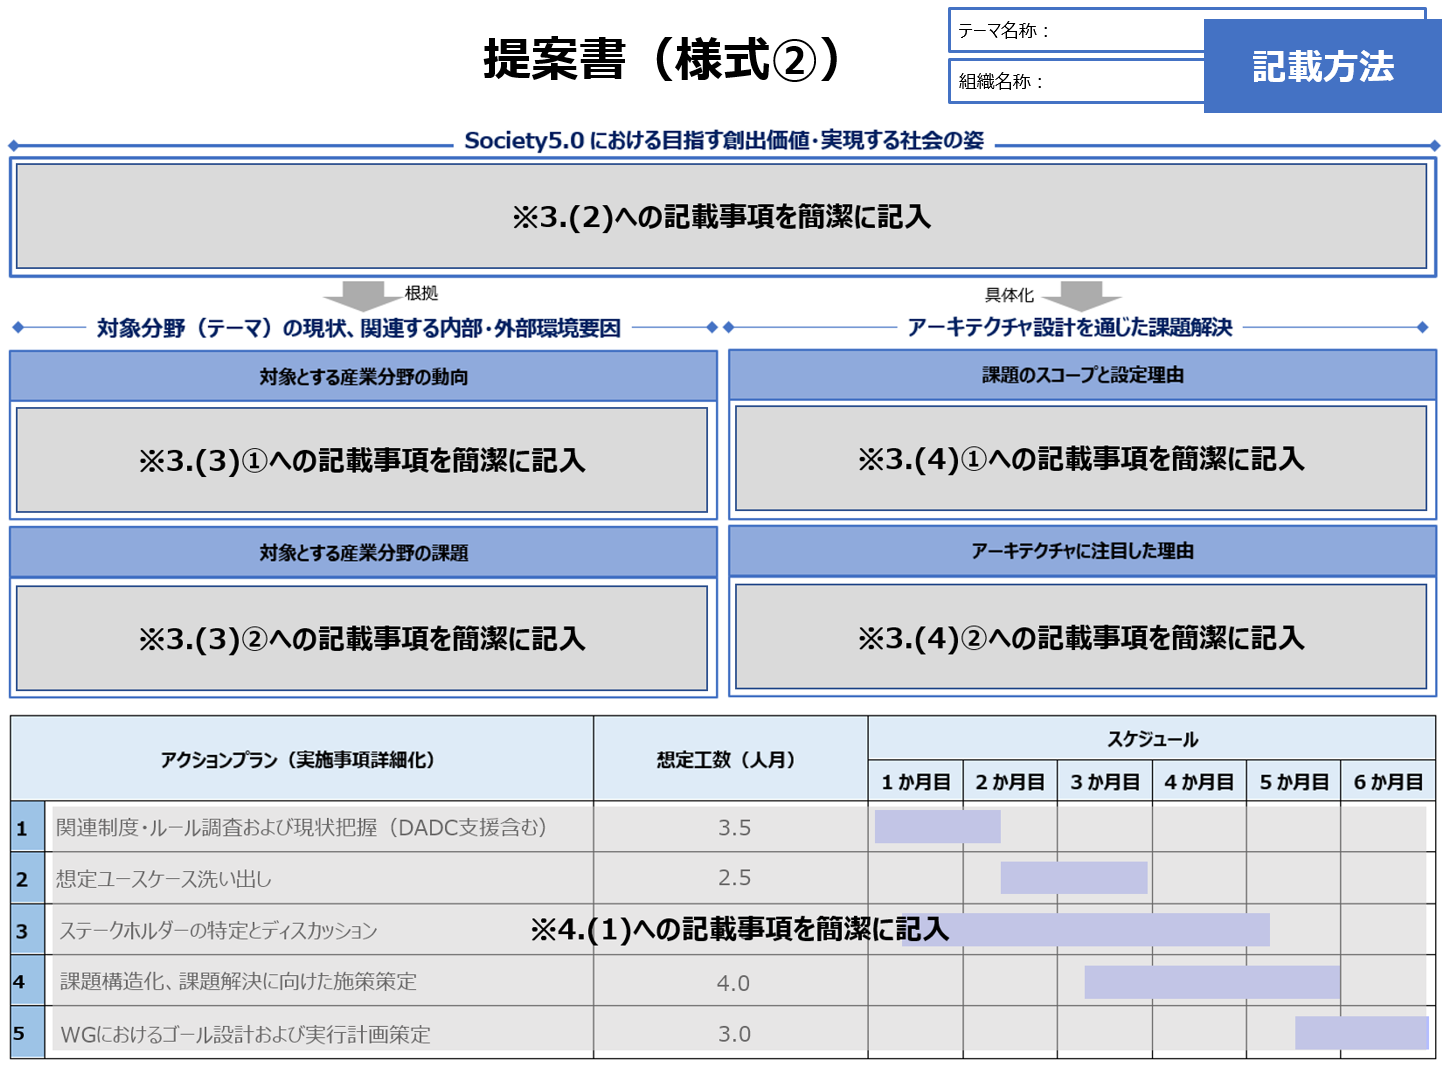 提案書（様式②）
テーマ名称：
組織名称：
記載方法
Society5.0 における目指す創出価値・実現する社会の姿
※3.(2)への記載事項を簡潔に記入
根拠
具体化
対象分野（テーマ）の現状、関連する内部・外部環境要因
対象とする産業分野の動向
※3.(3)①への記載事項を簡潔に記入
対象とする産業分野の課題
※3.(3)②への記載事項を簡潔に記入
アーキテクチャ設計を通じた課題解決
課題のスコープと設定理由
※3.(4)①への記載事項を簡潔に記入
アーキテクチャに注目した理由
※3.(4)②への記載事項を簡潔に記入
アクションプラン（実施事項詳細化） 想定工数（人月） スケジュール
1 か月目 2 か月目 3 か月目 4 か月目 5 か月目 6 か月目
1 関連制度・ルール調査および現状把握（DADC支援含む） 3.5
2 想定ユースケース洗い出し 2.5
3 ステークホルダーの特定とディスカッション
※4.(1)への記載事項を簡潔に記入
4 課題構造化、課題解決に向けた施策策定 4.0
5 WGにおけるゴール設計および実行計画策定 3.0